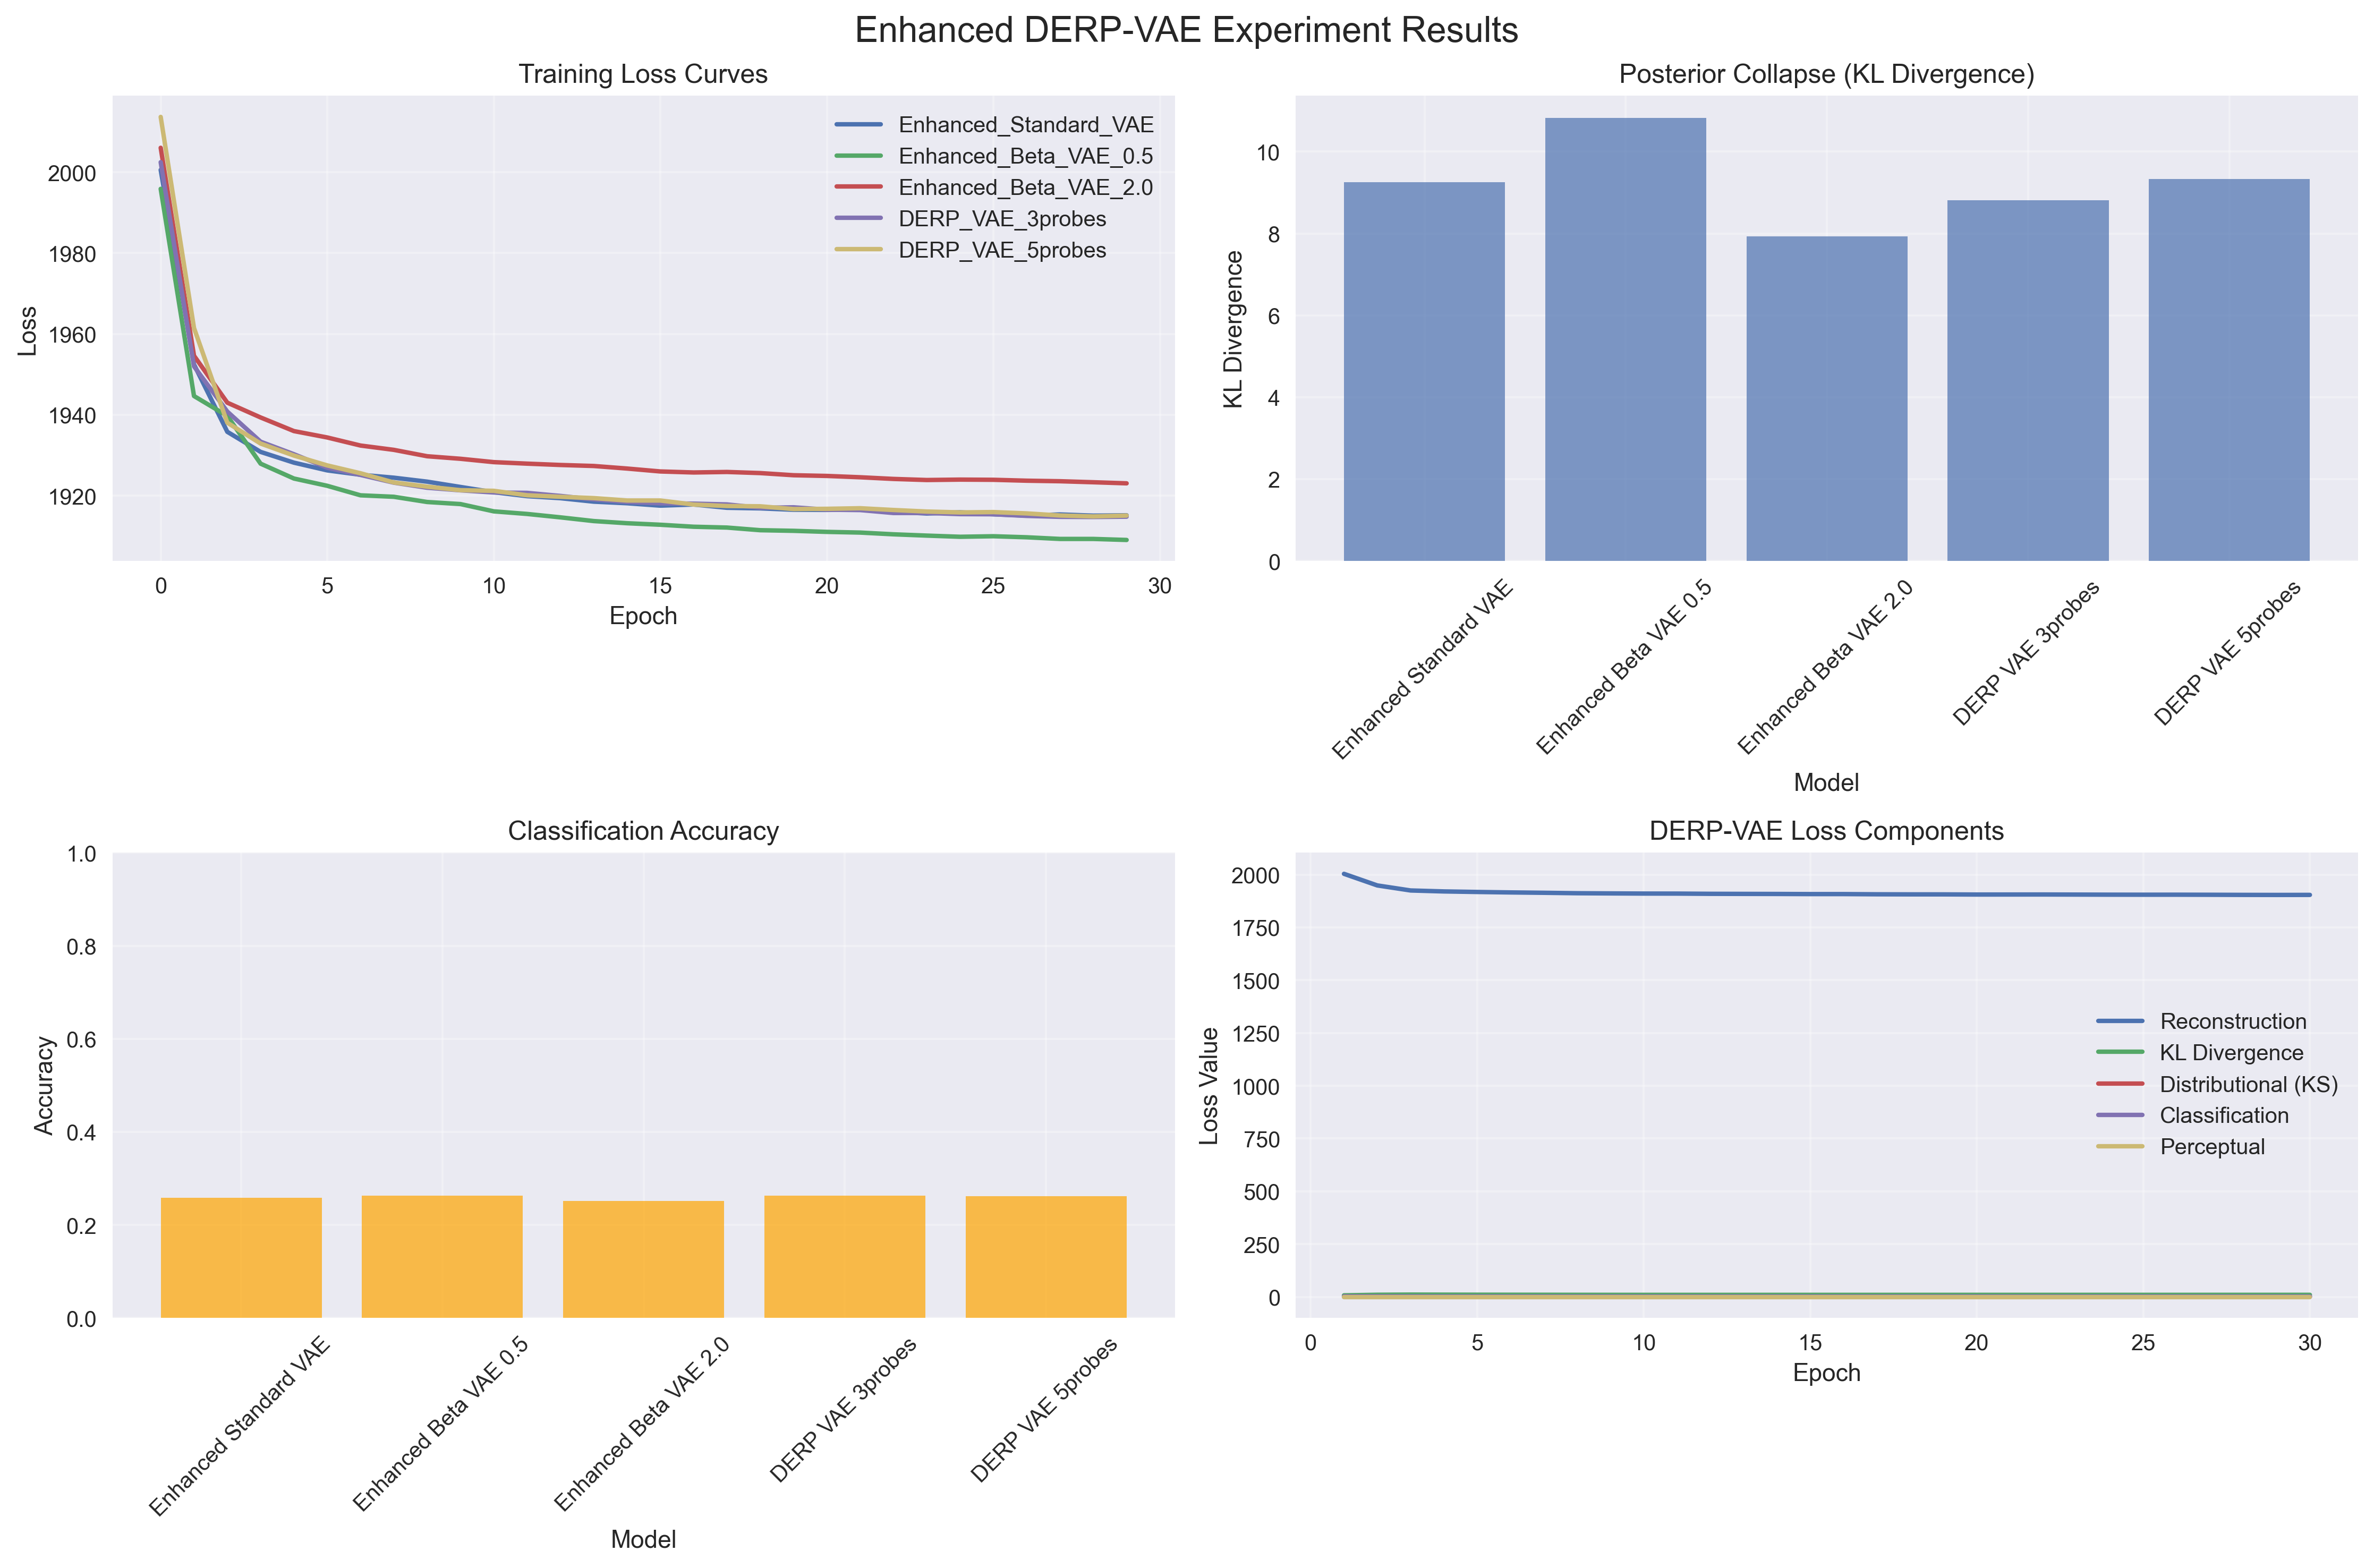 Enhanced DERP-VAE Experiment Results
Training Loss Curves
Loss
2000
1980
1960
1940
1920
0 5 10 15 20 25 30
Epoch
Enhanced_Standard_VAE
Enhanced_Beta_VAE_0.5
Enhanced_Beta_VAE_2.0
DERP_VAE_3probes
DERP_VAE_5probes
Posterior Collapse (KL Divergence)
KL Divergence
10
8
6
4
2
0
Enhanced Standard VAE
Enhanced Beta VAE 0.5
Enhanced Beta VAE 2.0
DERP VAE 3probes
DERP VAE 5probes
Model
Classification Accuracy
Accuracy
1.0
0.8
0.6
0.4
0.2
0.0
Enhanced Standard VAE
Enhanced Beta VAE 0.5
Enhanced Beta VAE 2.0
DERP VAE 3probes
DERP VAE 5probes
Model
DERP-VAE Loss Components
Loss Value
2000
1750
1500
1250
1000
750
500
250
0
0 5 10 15 20 25 30
Epoch
Reconstruction
KL Divergence
Distributional (KS)
Classification
Perceptual